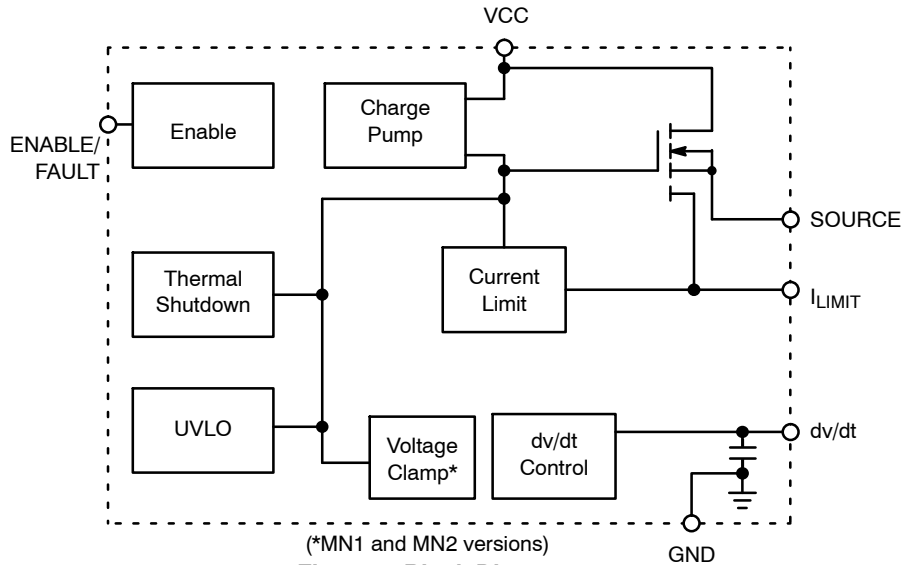 VCC
ENABLE/
FAULT
Enable
Charge
Pump
SOURCE
Thermal
Shutdown
Current
Limit
ILIMIT
UVLO
Voltage
Clamp*
dv/dt
Control
dv/dt
(*MN1 and MN2 versions)
GND